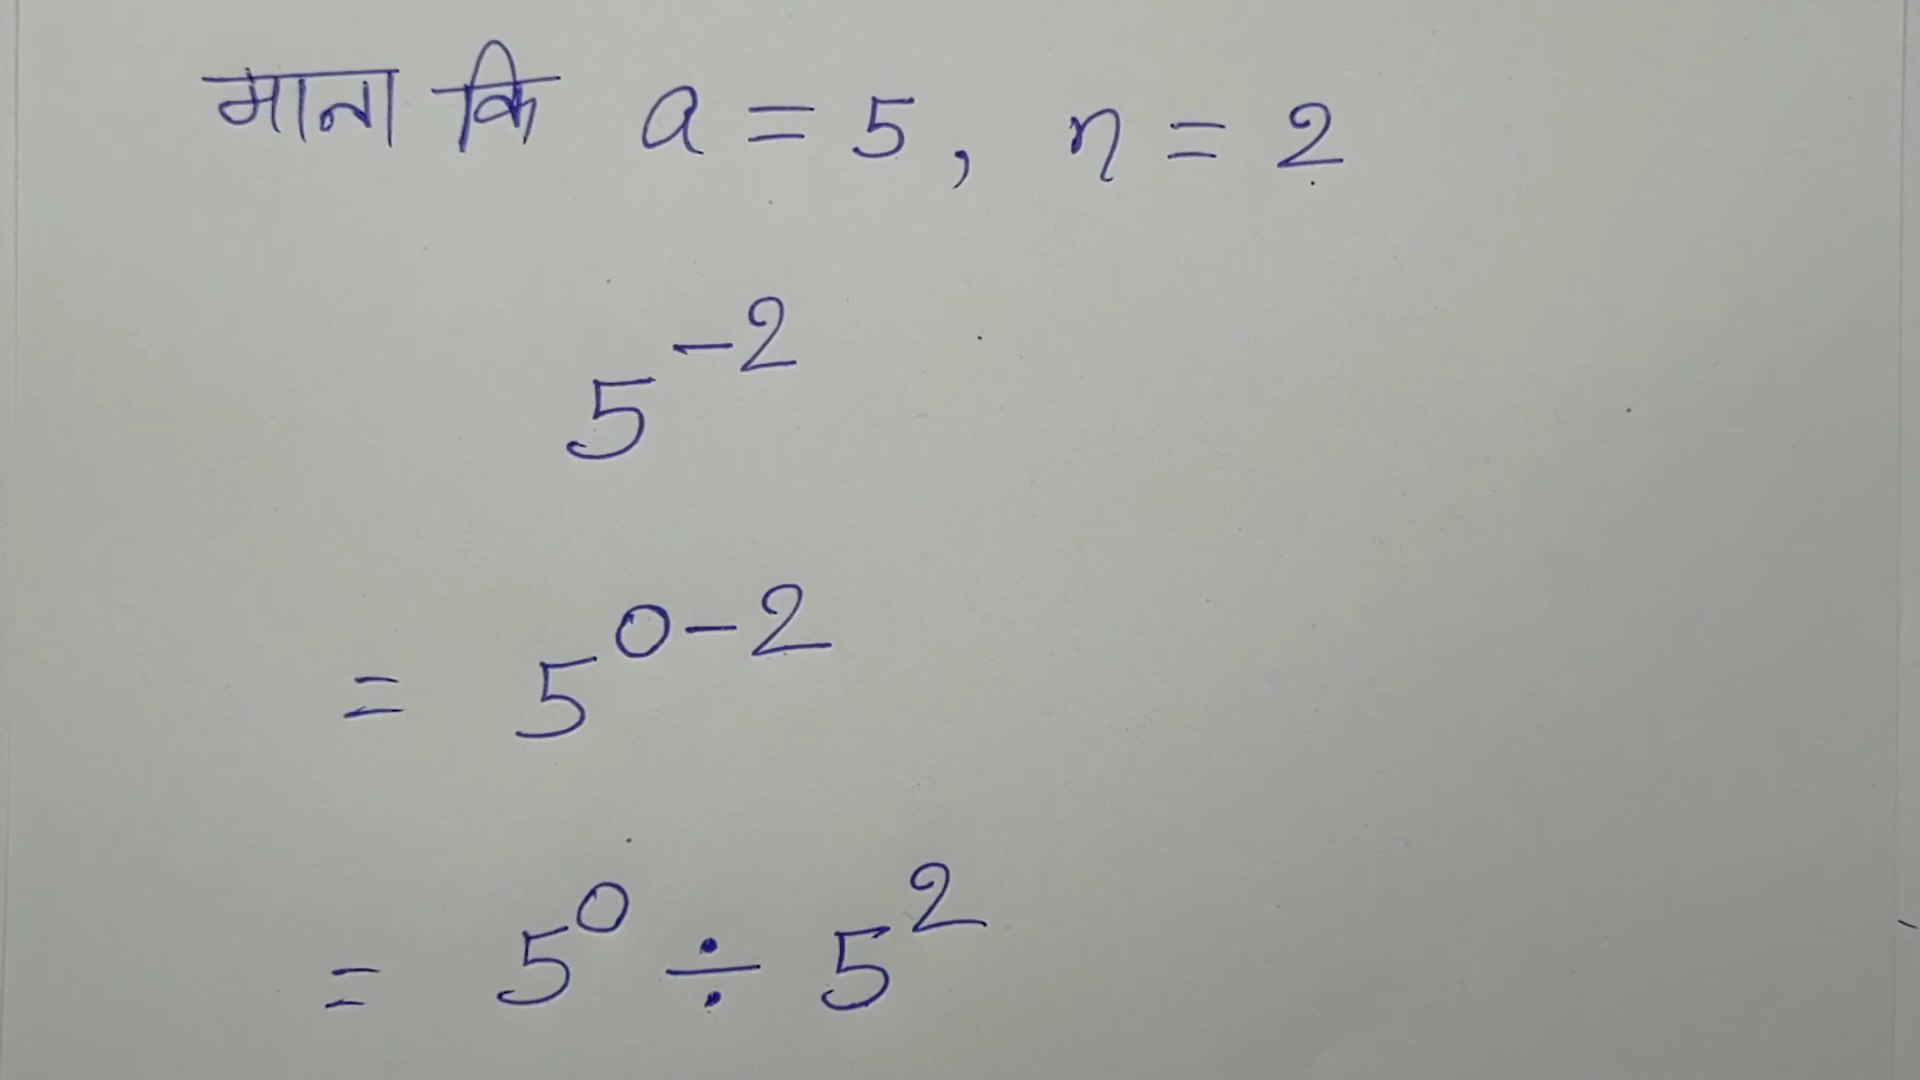 माना कि a = 5, n = 2
5⁻²
= 5⁰⁻²
= 5⁰ ÷ 5²